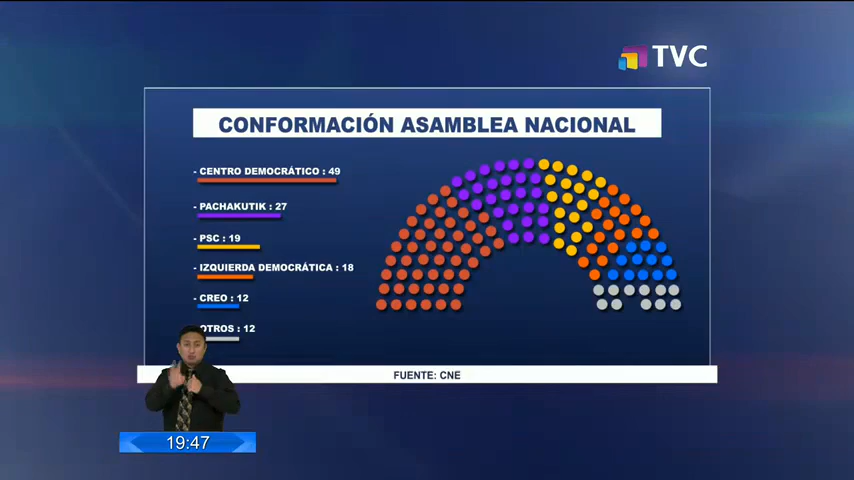 TVC
CONFORMACIÓN ASAMBLEA NACIONAL
- CENTRO DEMOCRÁTICO : 49
- PACHAKUTIK : 27
- PSC : 19
- IZQUIERDA DEMOCRÁTICA : 18
- CREO : 12
OTROS : 12
FUENTE: CNE
19:47